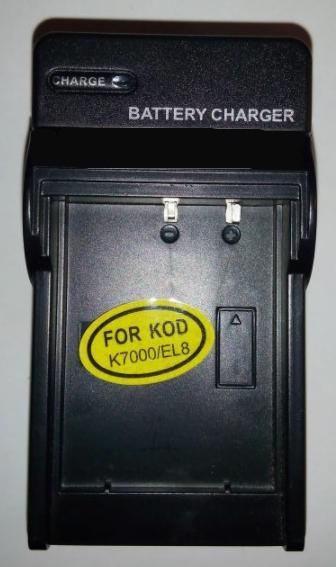 CHARGE
BATTERY CHARGER
FOR KOD
K7000/EL8